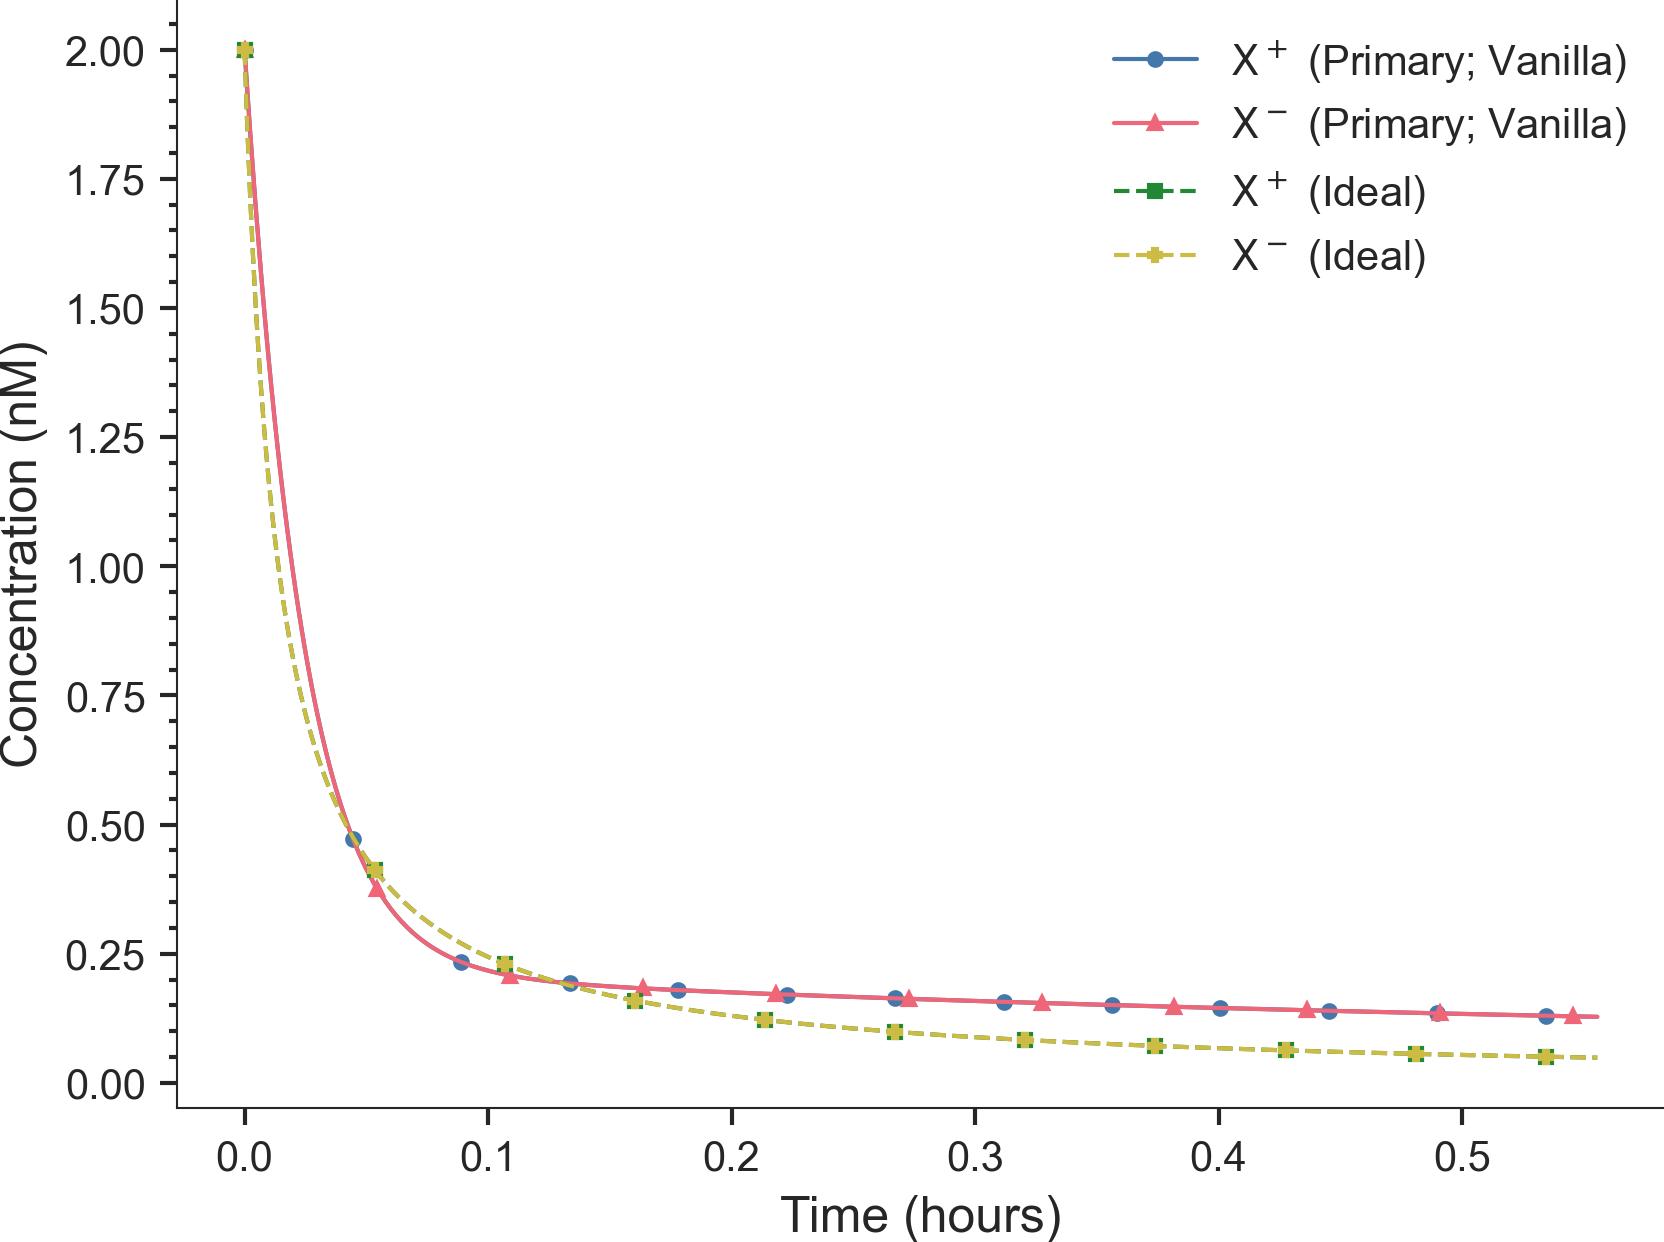 Concentration (nM)
2.00
1.75
1.50
1.25
1.00
0.75
0.50
0.25
0.00
X⁺ (Primary; Vanilla)
X⁻ (Primary; Vanilla)
X⁺ (Ideal)
X⁻ (Ideal)
0.0 0.1 0.2 0.3 0.4 0.5
Time (hours)